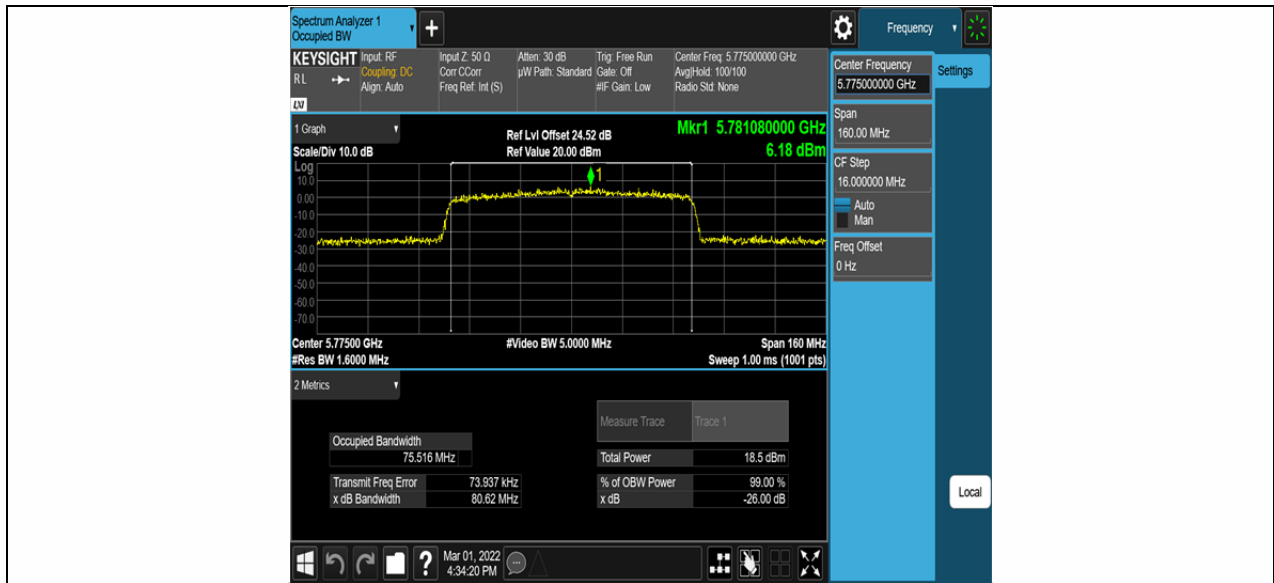 Spectrum Analyzer 1
Occupied BW
+
Frequency
KEYSIGHT
RL
LXI
Input: RF
Coupling: DC
Align: Auto
Input Z: 50 Ω
Corr CCorr
Freq Ref: Int (S)
Atten: 30 dB
µW Path: Standard
Trig: Free Run
Gate: Off
#IF Gain: Low
Center Freq: 5.775000000 GHz
Avg|Hold: 100/100
Radio Std: None
Center Frequency
5.775000000 GHz
Settings
Span
160.00 MHz
CF Step
16.000000 MHz
Auto
Man
Freq Offset
0 Hz
Local
1 Graph
Scale/Div 10.0 dB
Ref Lvl Offset 24.52 dB
Ref Value 20.00 dBm
Mkr1 5.781080000 GHz
6.18 dBm
Log
10.0
0.00
-10.0
-20.0
-30.0
-40.0
-50.0
-60.0
-70.0
1
Center 5.77500 GHz
#Video BW 5.0000 MHz
Span 160 MHz
#Res BW 1.6000 MHz
Sweep 1.00 ms (1001 pts)
2 Metrics
Measure Trace
Trace 1
Occupied Bandwidth
75.516 MHz
Total Power
18.5 dBm
Transmit Freq Error
73.937 kHz
% of OBW Power
99.00 %
x dB Bandwidth
80.62 MHz
x dB
-26.00 dB
?
Mar 01, 2022
4:34:20 PM